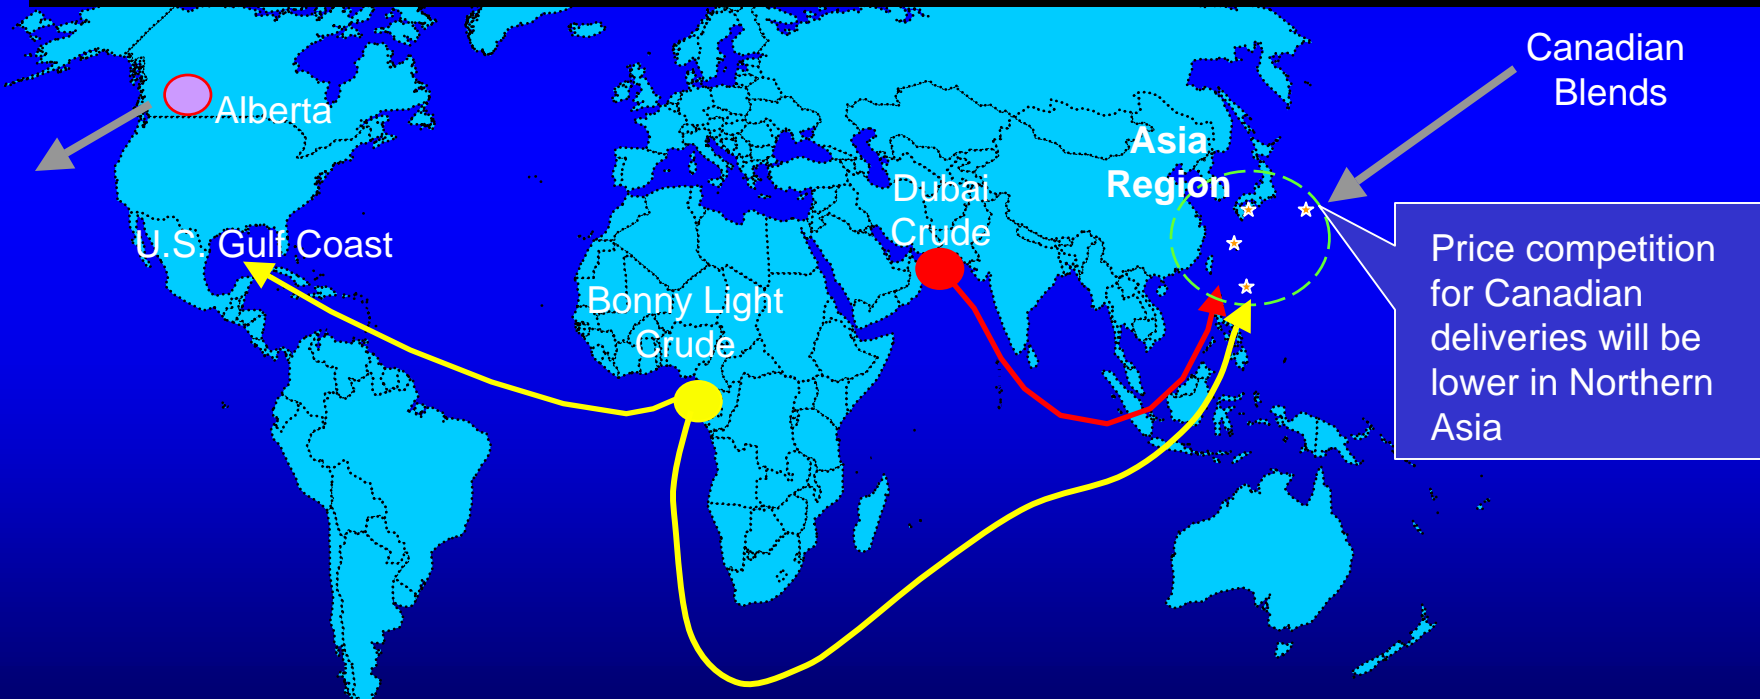 Canadian
Blends
Alberta
Asia
Region
Dubai
Crude
U.S. Gulf Coast
Bonny Light
Crude
Price competition
for Canadian
deliveries will be
lower in Northern
Asia